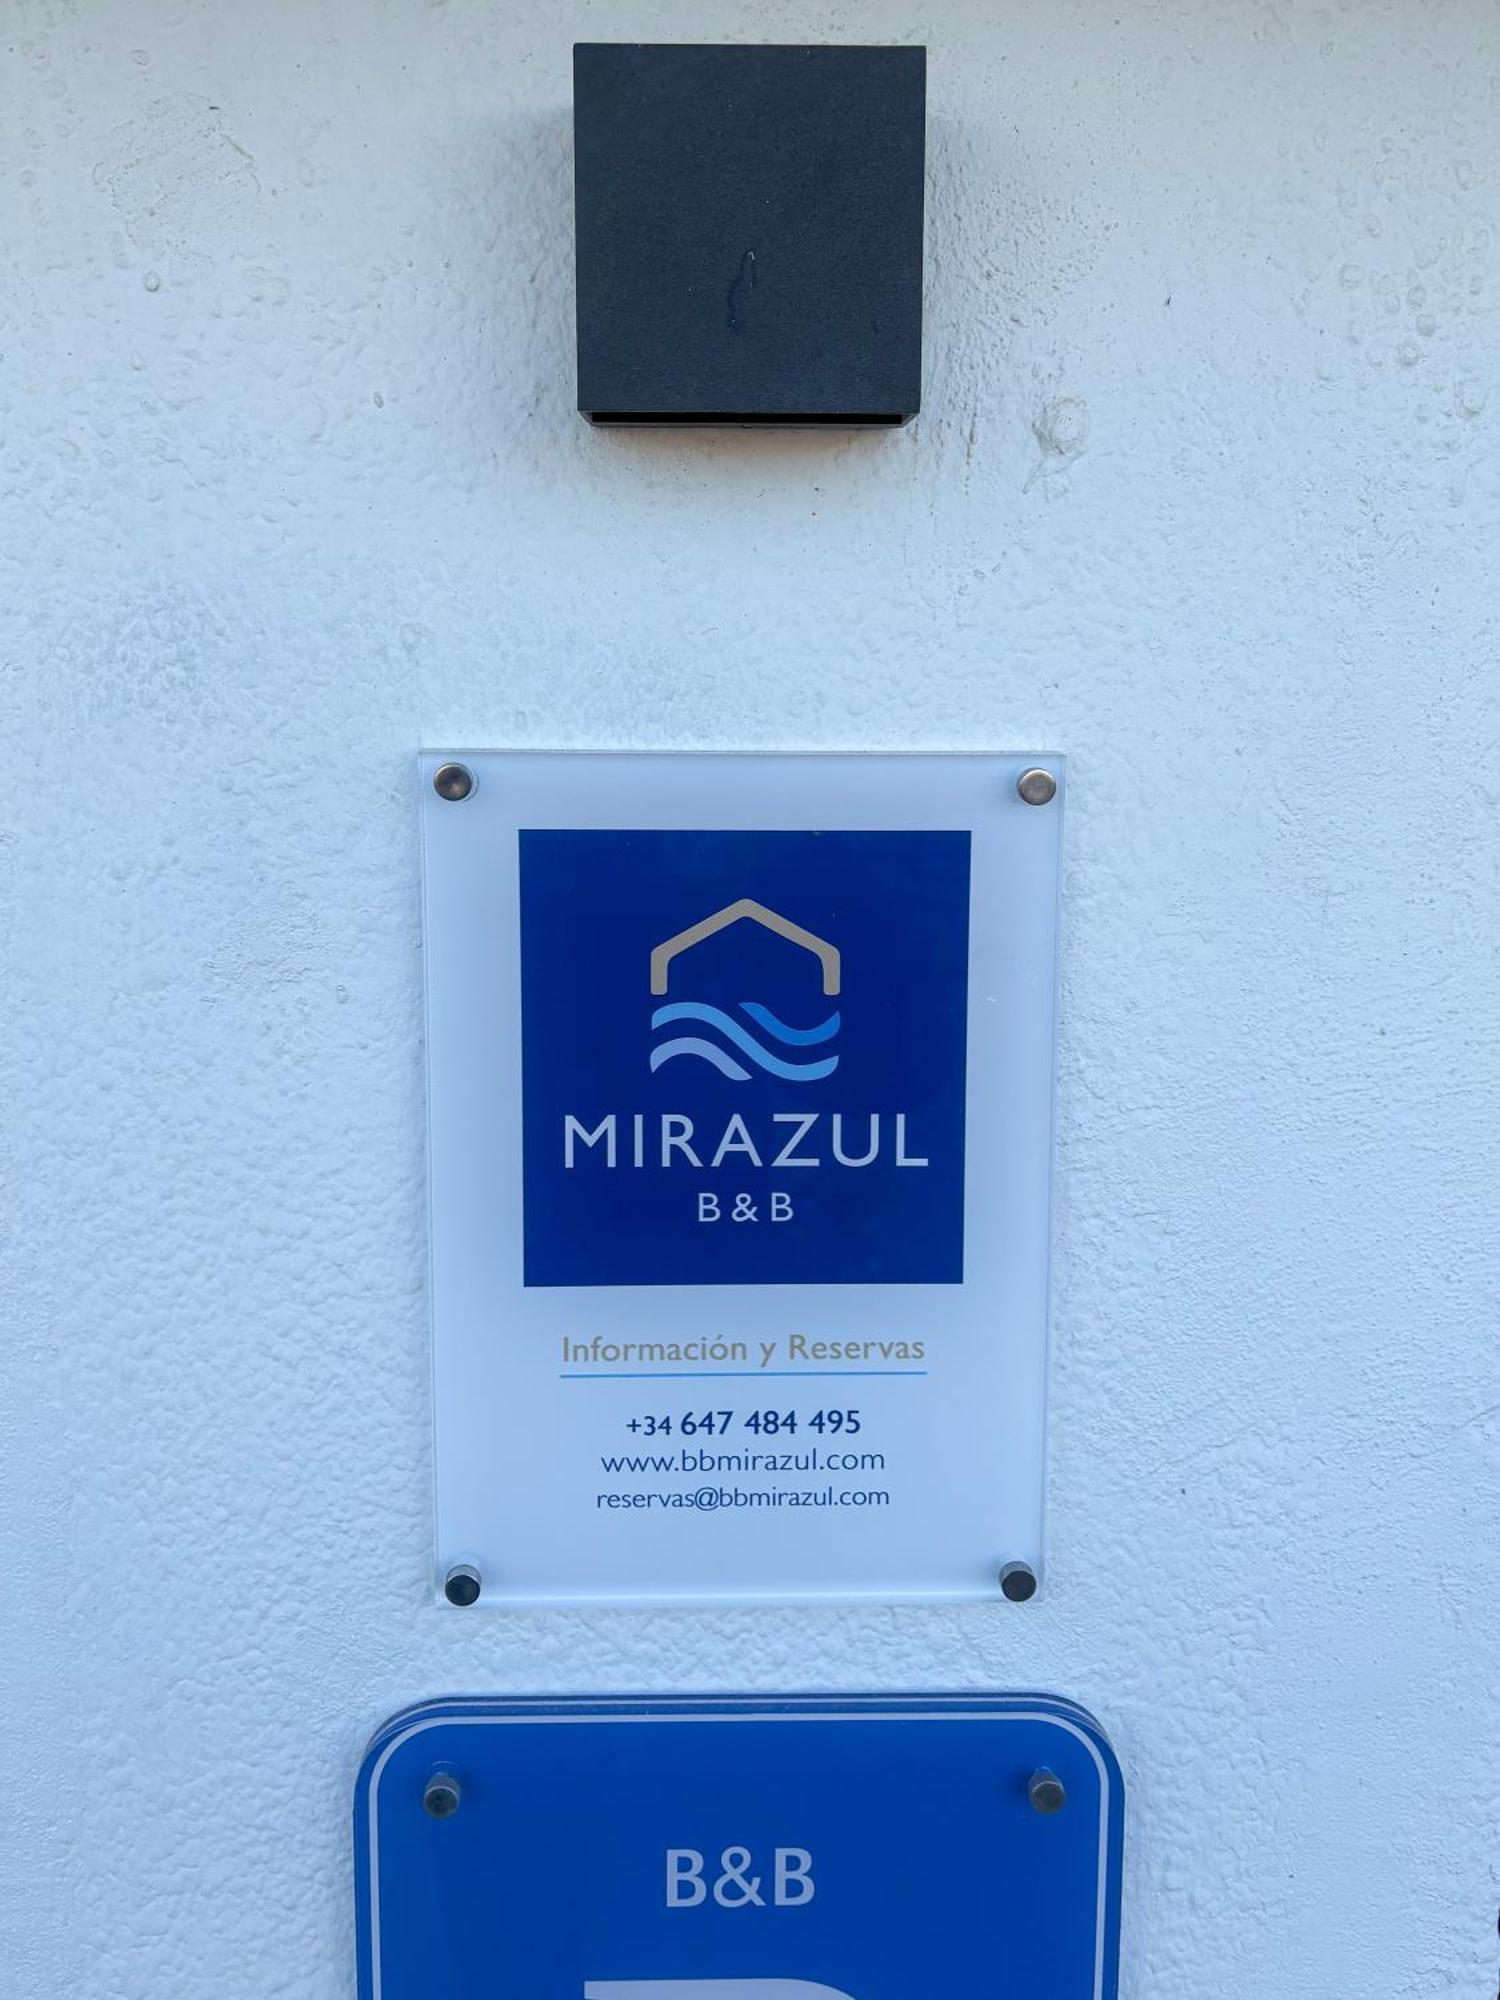 MIRAZUL
B&B
Información y Reservas
+34 647 484 495
www.bbmirazul.com
reservas@bbmirazul.com
B&B